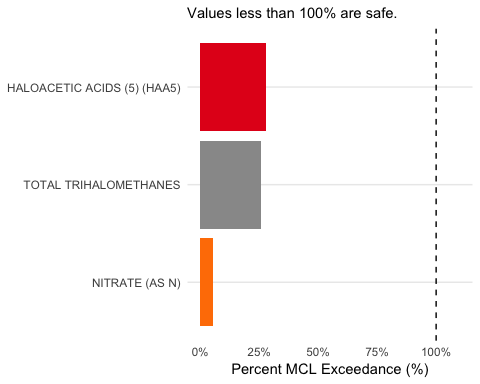 Values less than 100% are safe.
HALOACETIC ACIDS (5) (HAA5)
TOTAL TRIHALOMETHANES
NITRATE (AS N)
0% 25% 50% 75% 100%
Percent MCL Exceedance (%)